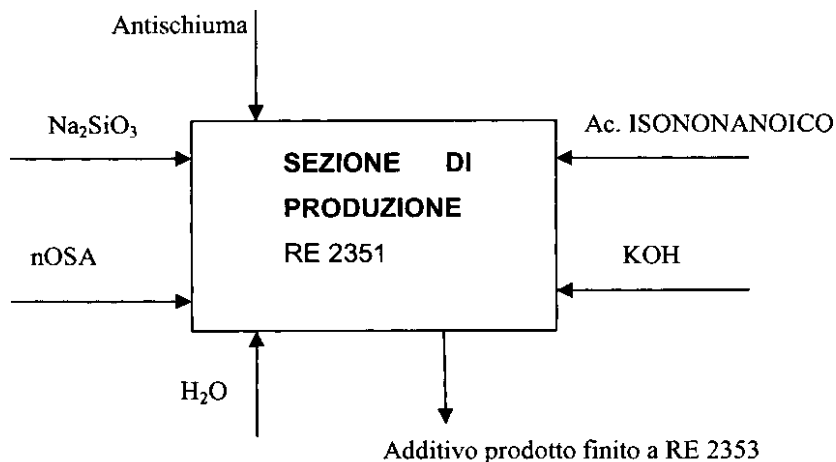 Antischiuma
Na₂SiO₃
Ac. ISONONANOICO
SEZIONE DI
PRODUZIONE
RE 2351
nOSA
KOH
H₂O
Additivo prodotto finito a RE 2353